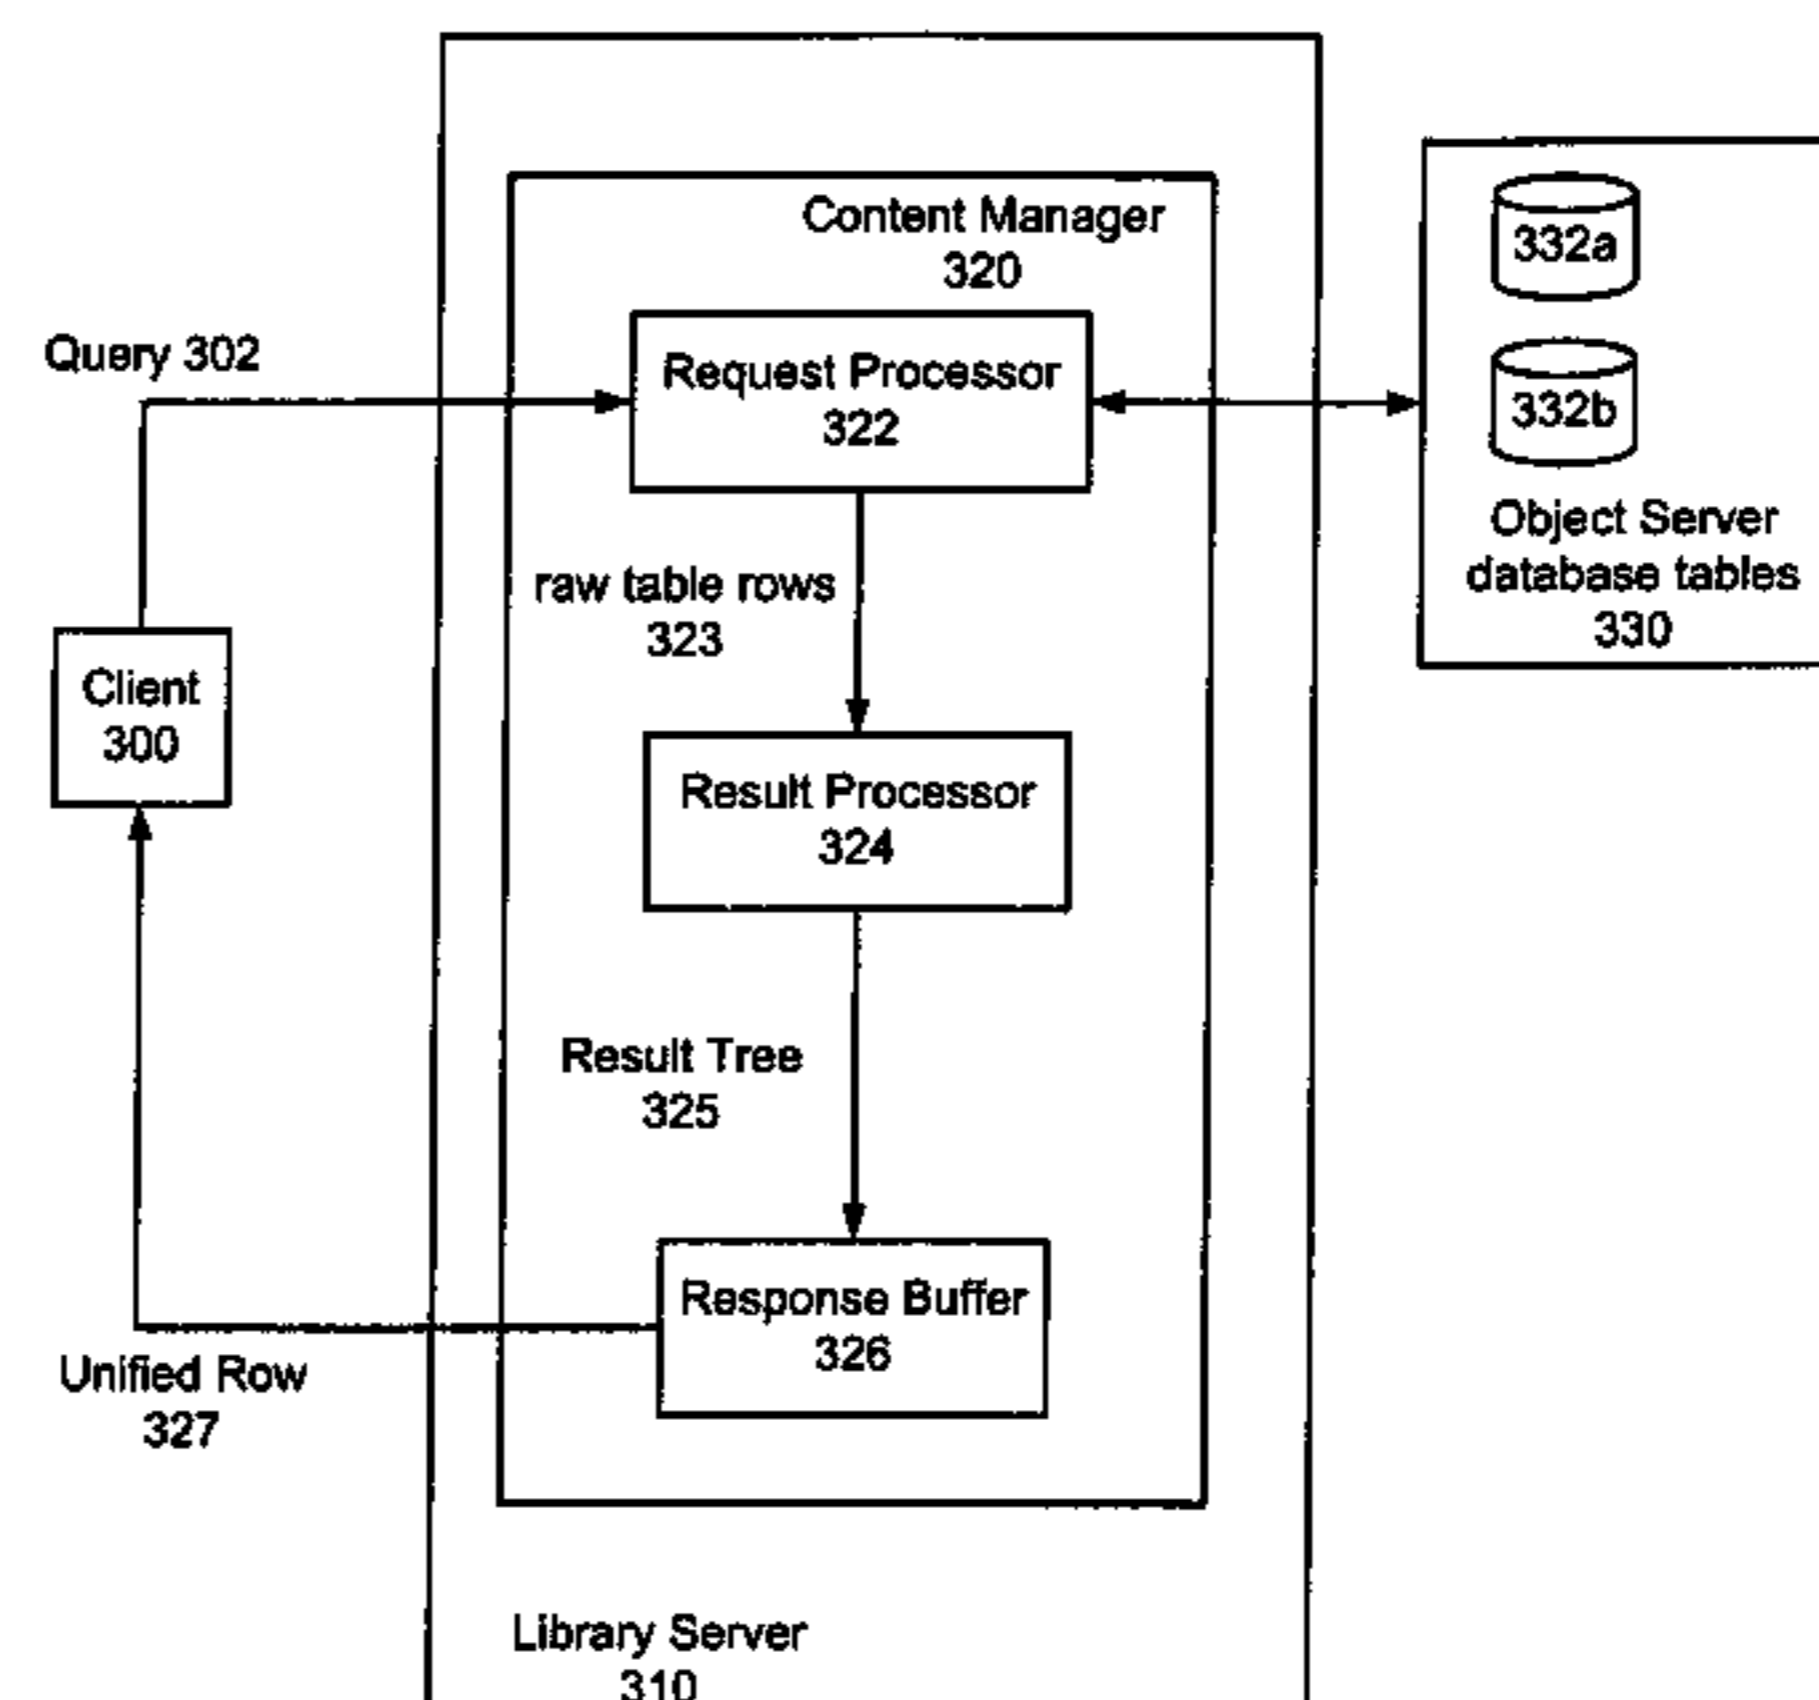 Content Manager
320
332a
332b
Object Server
database tables
330
Query 302
Request Processor
322
raw table rows
323
Client
300
Result Processor
324
Result Tree
325
Response Buffer
326
Unified Row
327
Library Server
310